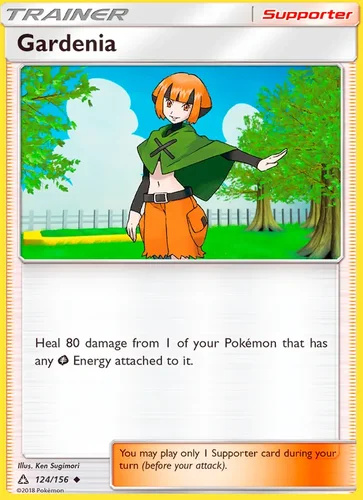 TRAINER Supporter
Gardenia
Heal 80 damage from 1 of your Pokémon that has
any Energy attached to it.
Illus. Ken Sugimori
124/156
©2018 Pokémon
You may play only 1 Supporter card during your
turn (before your attack).